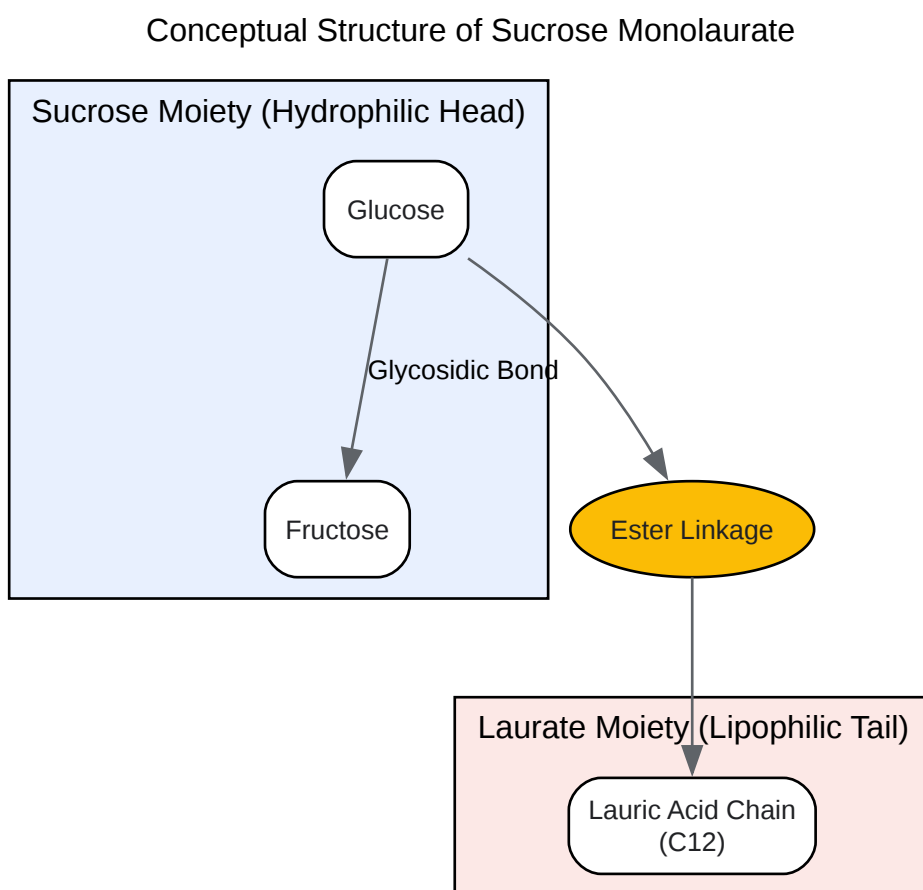 Conceptual Structure of Sucrose Monolaurate
Sucrose Moiety (Hydrophilic Head)
Glucose
Glycosidic Bond
Fructose
Ester Linkage
Laurate Moiety (Lipophilic Tail)
Lauric Acid Chain
(C12)